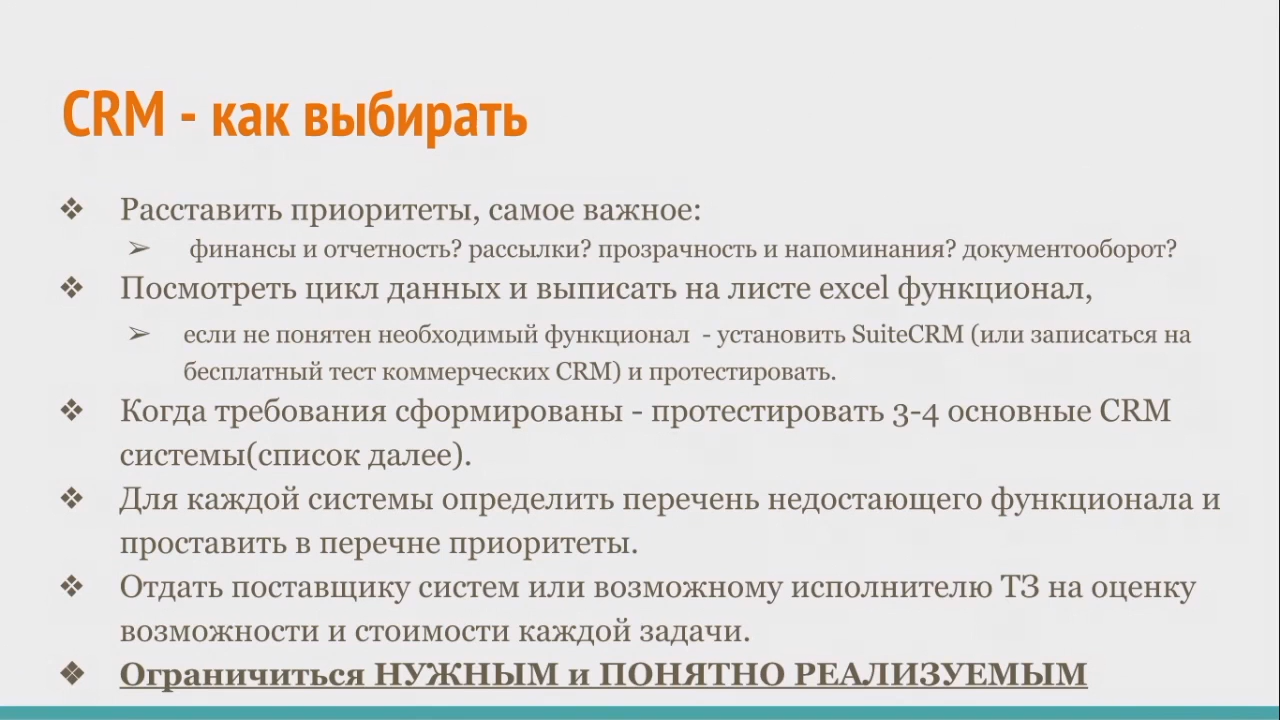 CRM - как выбирать
❖ Расставить приоритеты, самое важное:
➢ финансы и отчетность? рассылки? прозрачность и напоминания? документооборот?
❖ Посмотреть цикл данных и выписать на листе excel функционал,
➢ если не понятен необходимый функционал - установить SuiteCRM (или записаться на
бесплатный тест коммерческих CRM) и протестировать.
❖ Когда требования сформированы - протестировать 3-4 основные CRM
системы(список далее).
❖ Для каждой системы определить перечень недостающего функционала и
проставить в перечне приоритеты.
❖ Отдать поставщику систем или возможному исполнителю ТЗ на оценку
возможности и стоимости каждой задачи.
❖ Ограничиться НУЖНЫМ и ПОНЯТНО РЕАЛИЗУЕМЫМ